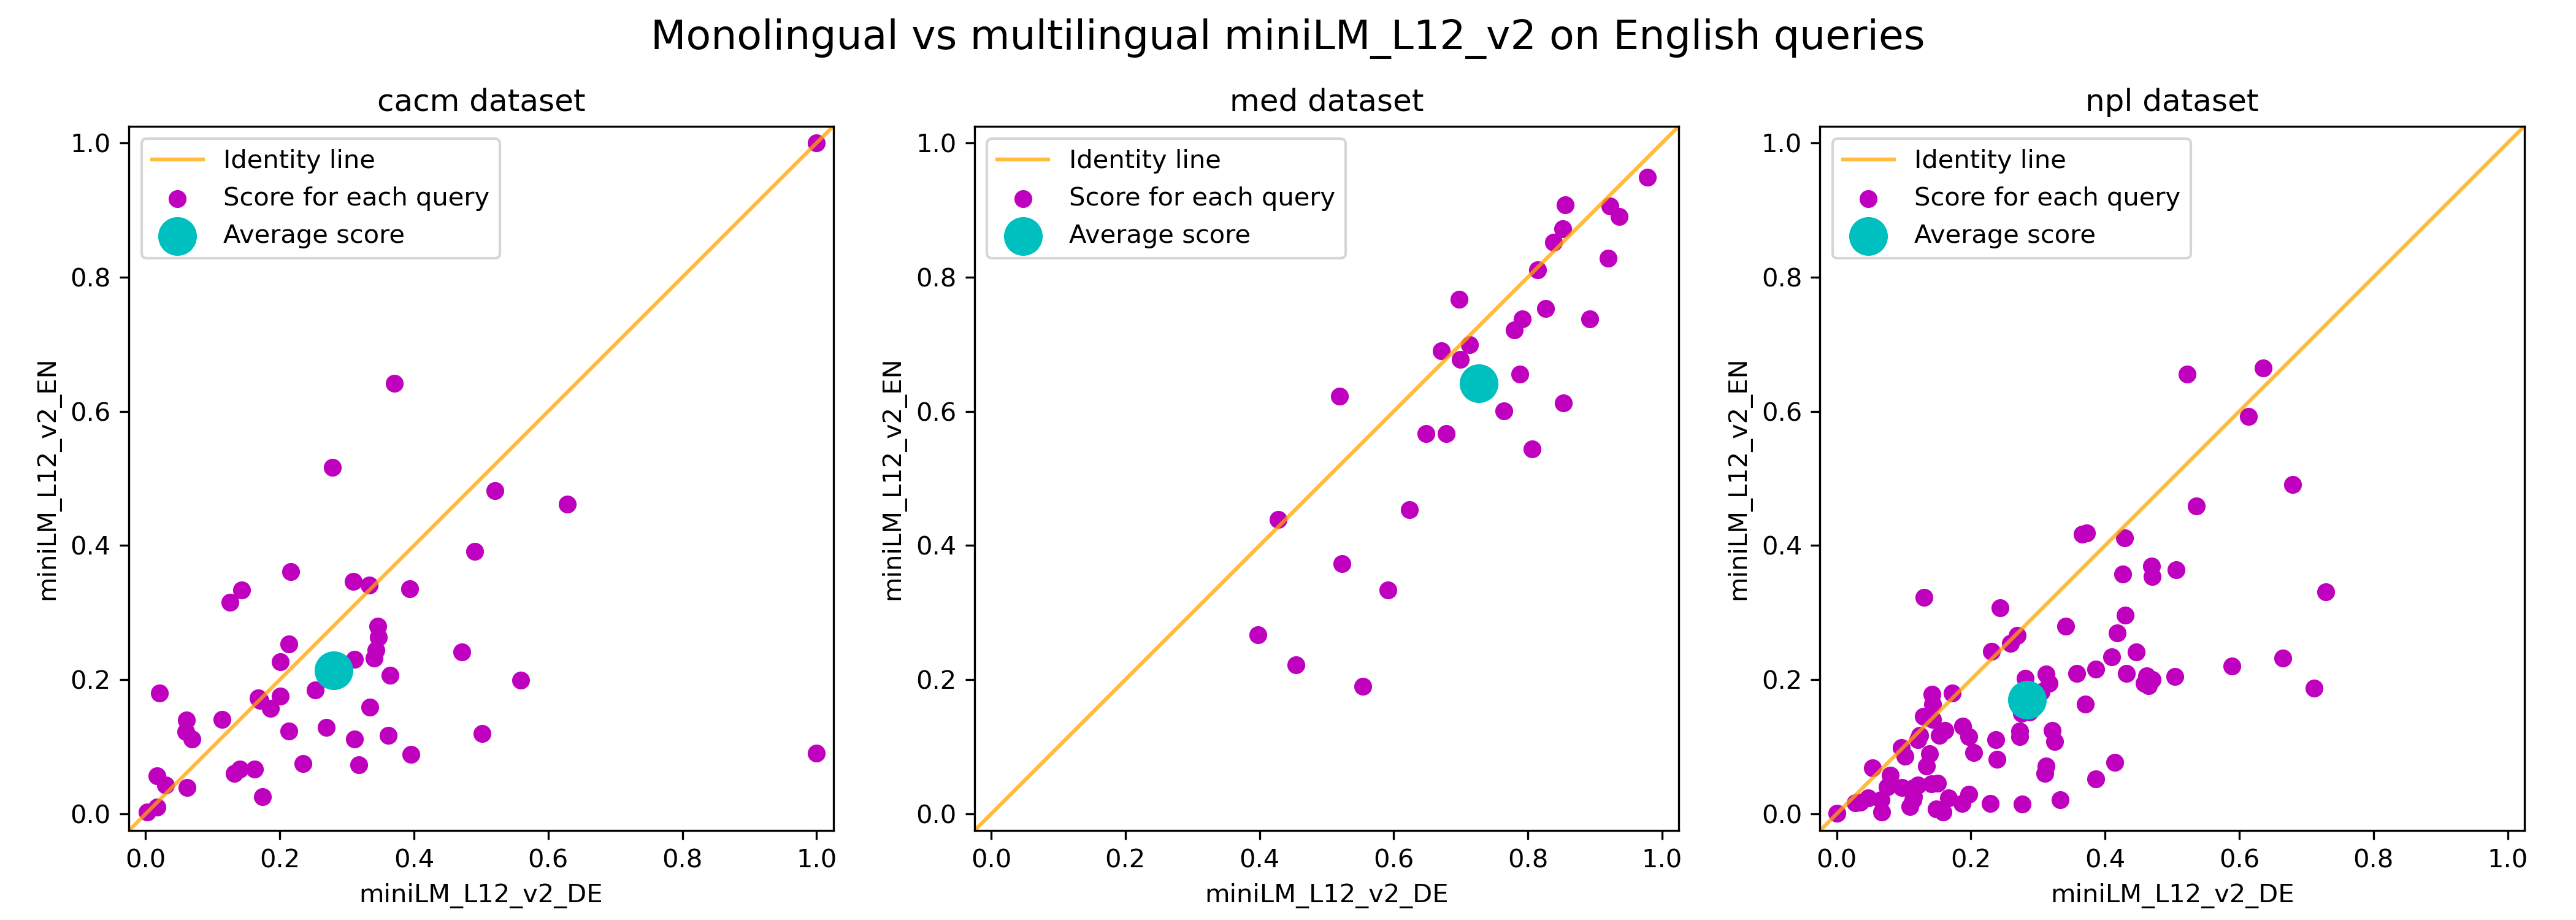 Monolingual vs multilingual miniLM_L12_v2 on English queries
cacm dataset
Identity line
Score for each query
Average score
1.0
0.8
0.6
0.4
0.2
0.0
miniLM_L12_v2_EN
0.0 0.2 0.4 0.6 0.8 1.0
miniLM_L12_v2_DE
med dataset
Identity line
Score for each query
Average score
1.0
0.8
0.6
0.4
0.2
0.0
miniLM_L12_v2_EN
0.0 0.2 0.4 0.6 0.8 1.0
miniLM_L12_v2_DE
npl dataset
Identity line
Score for each query
Average score
1.0
0.8
0.6
0.4
0.2
0.0
miniLM_L12_v2_EN
0.0 0.2 0.4 0.6 0.8 1.0
miniLM_L12_v2_DE